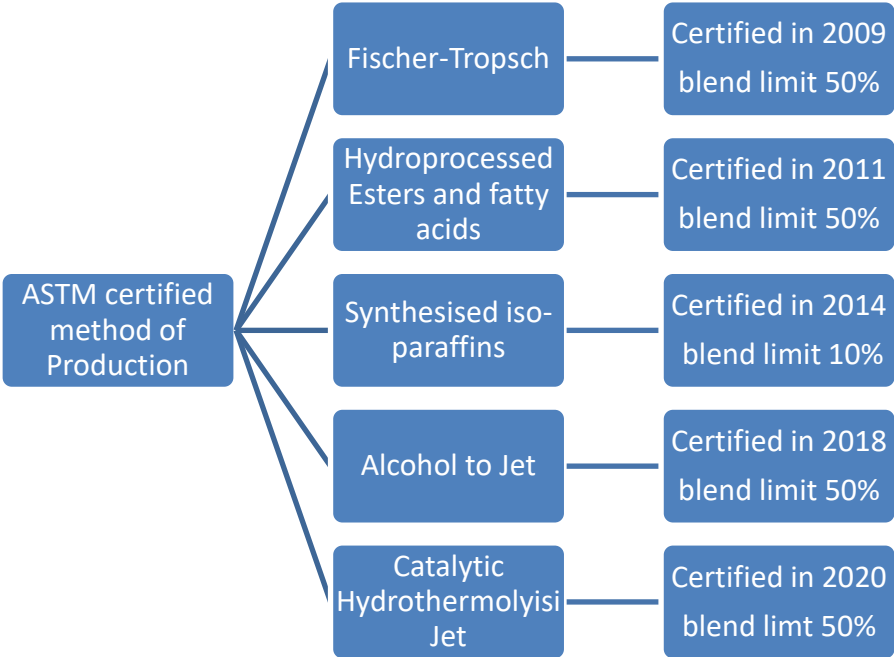 ASTM certified
method of
Production
Fischer-Tropsch
Certified in 2009
blend limit 50%
Hydroprocessed
Esters and fatty
acids
Certified in 2011
blend limit 50%
Synthesised iso-
paraffins
Certified in 2014
blend limit 10%
Alcohol to Jet
Certified in 2018
blend limit 50%
Catalytic
Hydrothermolyisi
Jet
Certified in 2020
blend limt 50%